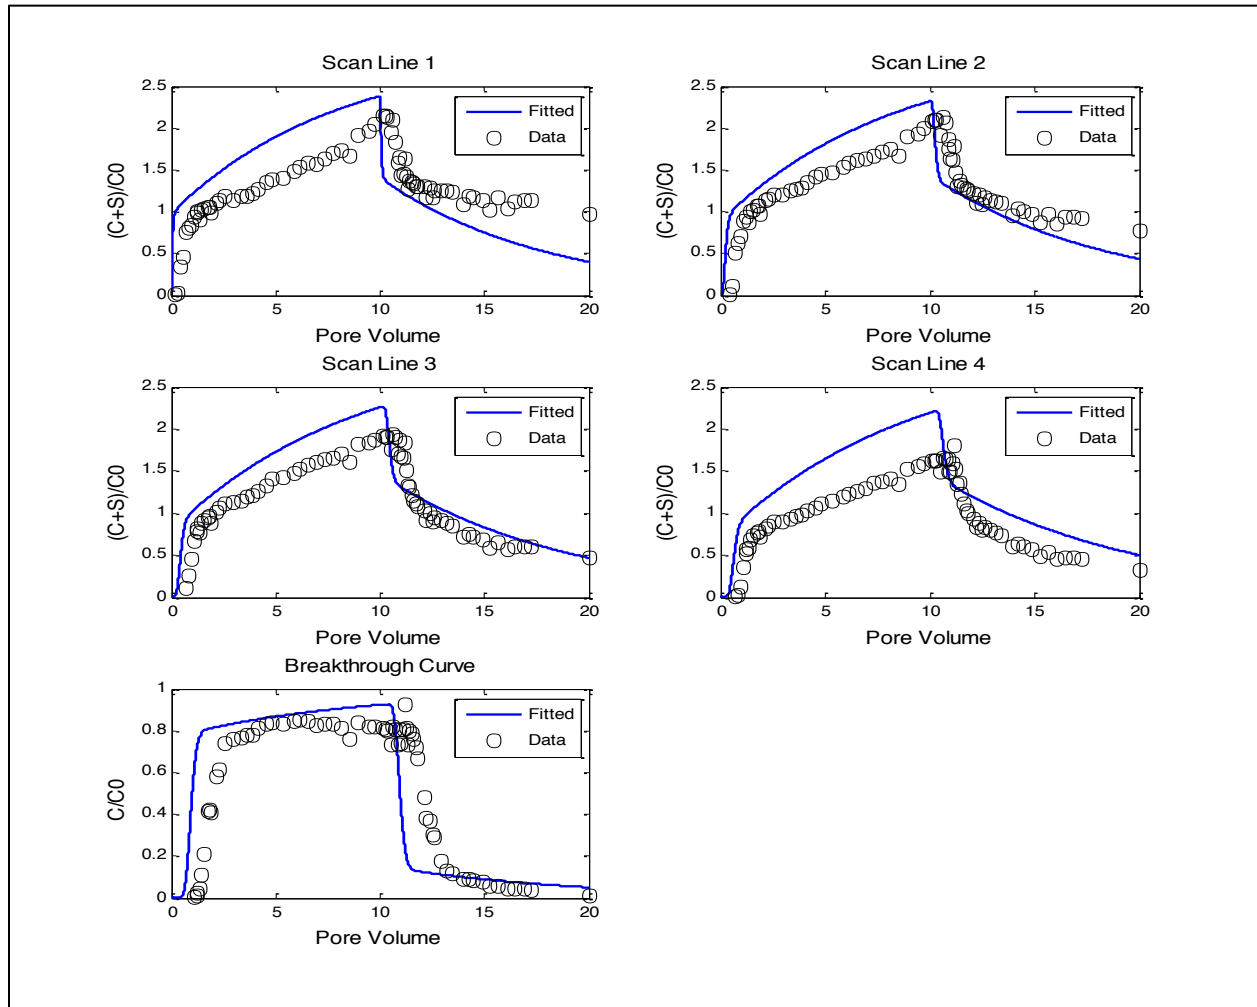 Scan Line 1
2.5
2
1.5
1
0.5
0
(C+S)/C0
Fitted
Data
0 5 10 15 20
Pore Volume
Scan Line 2
2.5
2
1.5
1
0.5
0
(C+S)/C0
Fitted
Data
0 5 10 15 20
Pore Volume
Scan Line 3
2.5
2
1.5
1
0.5
0
(C+S)/C0
Fitted
Data
0 5 10 15 20
Pore Volume
Scan Line 4
2.5
2
1.5
1
0.5
0
(C+S)/C0
Fitted
Data
0 5 10 15 20
Pore Volume
Breakthrough Curve
1
0.8
0.6
0.4
0.2
0
C/C0
Fitted
Data
0 5 10 15 20
Pore Volume